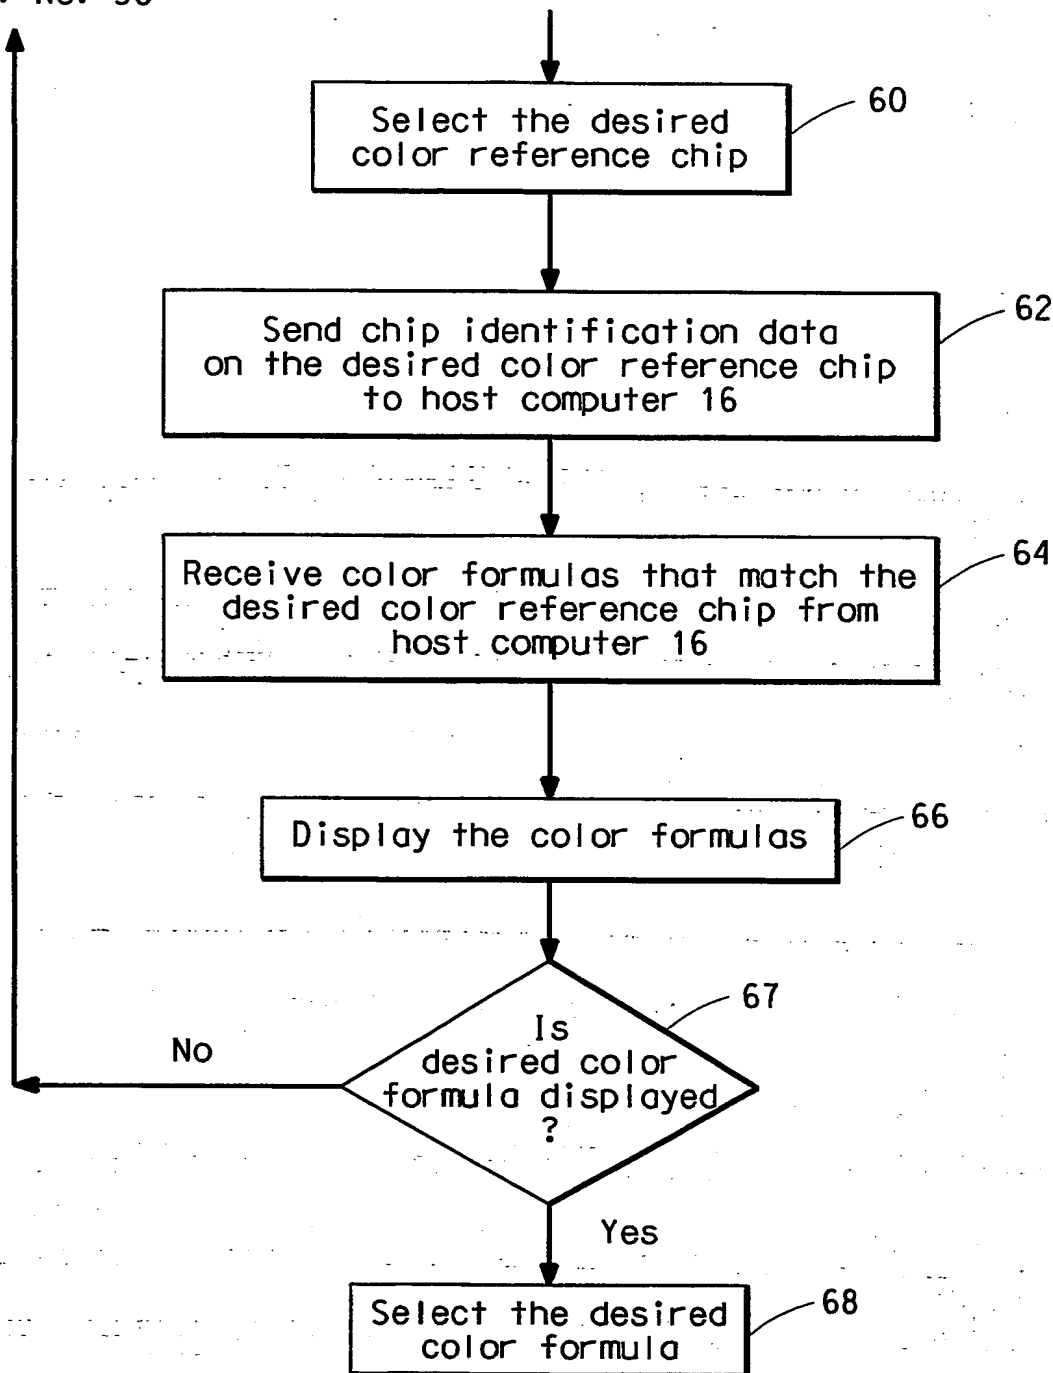 60
Select the desired
color reference chip
62
Send chip identification data
on the desired color reference chip
to host computer 16
64
Receive color formulas that match the
desired color reference chip from
host computer 16
66
Display the color formulas
67
Is
desired color
formula displayed
?
No
Yes
68
Select the desired
color formula